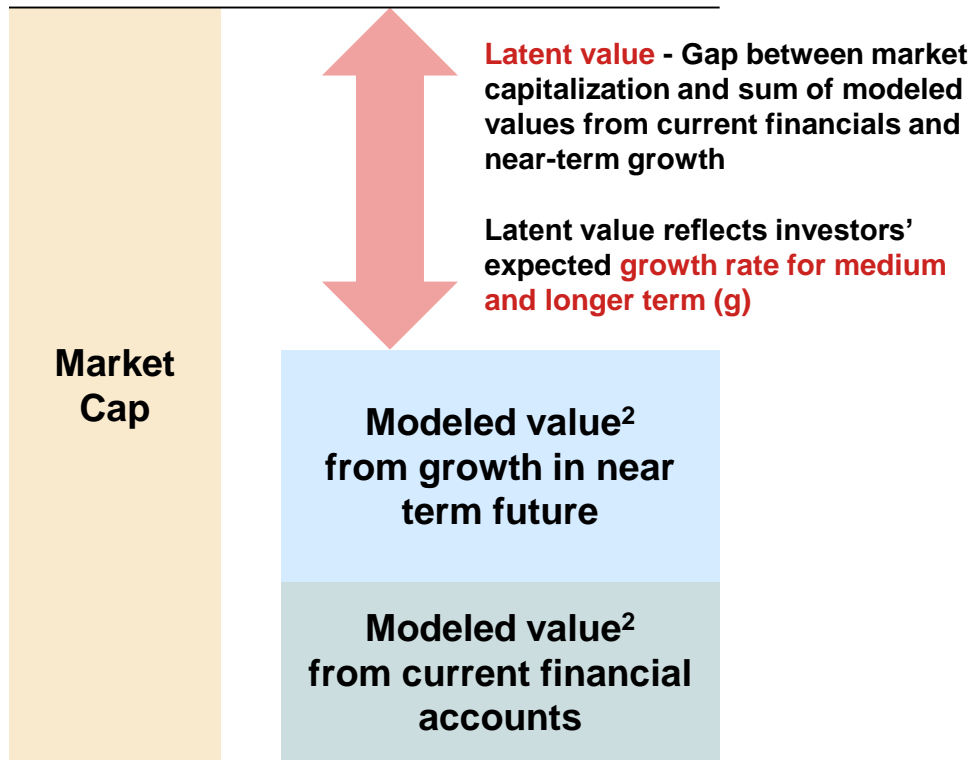 Latent value - Gap between market
capitalization and sum of modeled
values from current financials and
near-term growth
Latent value reflects investors’
expected growth rate for medium
and longer term (g)
Market
Cap
Modeled value²
from growth in near
term future
Modeled value²
from current financial
accounts